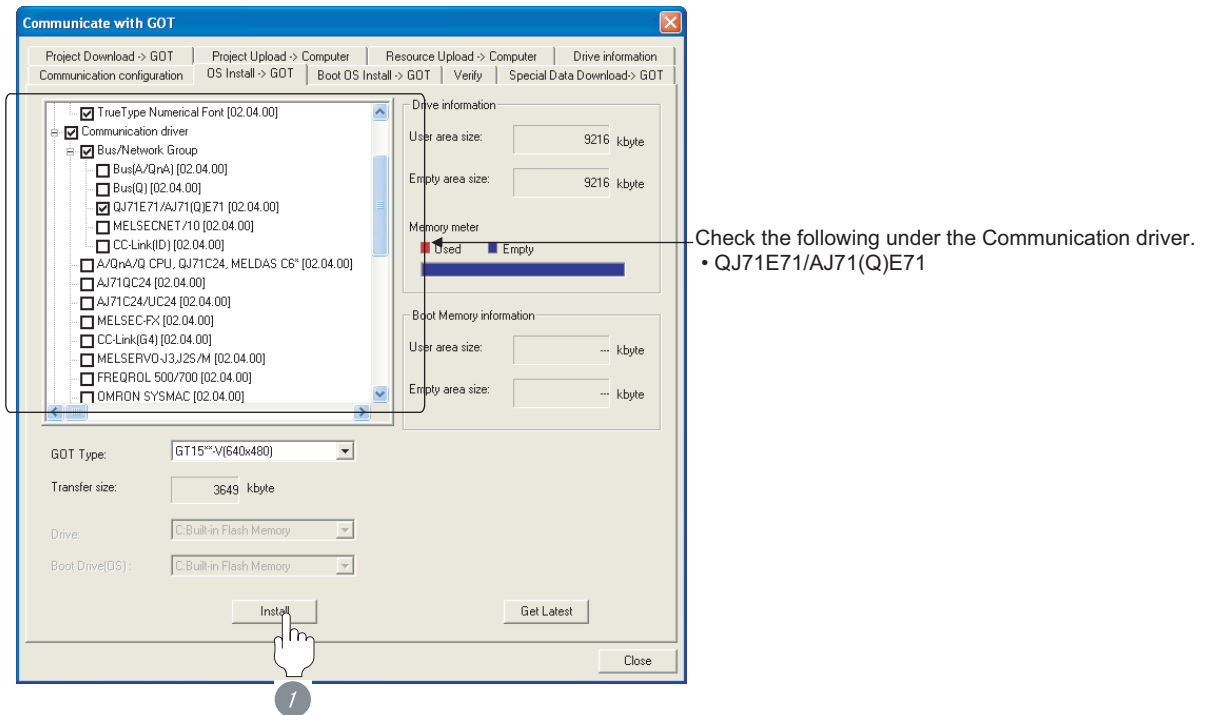 Communicate with GOT
Project Download -> GOT Project Upload -> Computer Resource Upload -> Computer Drive information
Communication configuration OS Install -> GOT Boot OS Install -> GOT Verify Special Data Download-> GOT
TrueType Numerical Font [02.04.00]
Communication driver
Bus/Network Group
Bus(A/QnA) [02.04.00]
Bus(Q) [02.04.00]
QJ71E71/AJ71(Q)E71 [02.04.00]
MELSECNET/10 [02.04.00]
CC-Link(ID) [02.04.00]
A/QnA/Q CPU, QJ71C24, MELDAS C6* [02.04.00]
AJ71QC24 [02.04.00]
AJ71C24/UC24 [02.04.00]
MELSEC-FX [02.04.00]
CC-Link(G4) [02.04.00]
MELSERVO-J3,J2S/M [02.04.00]
FREQROL 500/700 [02.04.00]
OMRON SYSMAC [02.04.00]
Drive information
User area size: 9216 kbyte
Empty area size: 9216 kbyte
Memory meter
Used Empty
Boot Memory information
User area size: --- kbyte
Empty area size: --- kbyte
Check the following under the Communication driver.
• QJ71E71/AJ71(Q)E71
GOT Type: GT15**-V(640x480)
Transfer size: 3649 kbyte
Drive: C:Built-in Flash Memory
Boot Drive(OS) : C:Built-in Flash Memory
Install Get Latest
Close
1